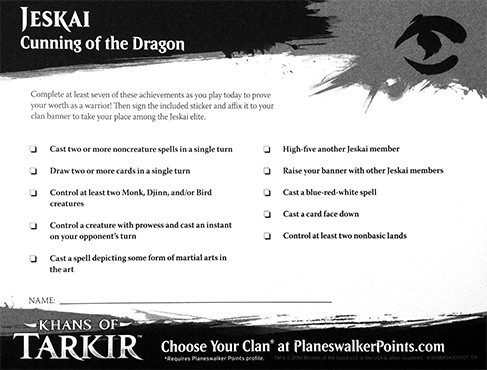 JESKAI
Cunning of the Dragon
Complete at least seven of these achievements as you play today to prove
your worth as a warrior! Then sign the included sticker and affix it to your
clan banner to take your place among the Jeskai elite.
Cast two or more noncreature spells in a single turn
Draw two or more cards in a single turn
Control at least two Monk, Djinn, and/or Bird
creatures
Control a creature with prowess and cast an instant
on your opponent's turn
Cast a spell depicting some form of martial arts in
the art
High-five another Jeskai member
Raise your banner with other Jeskai members
Cast a blue-red-white spell
Cast a card face down
Control at least two nonbasic lands
NAME:
KHANS OF
TARKIR™
Choose Your Clan* at PlaneswalkerPoints.com
*Requires Planeswalker Points profile.